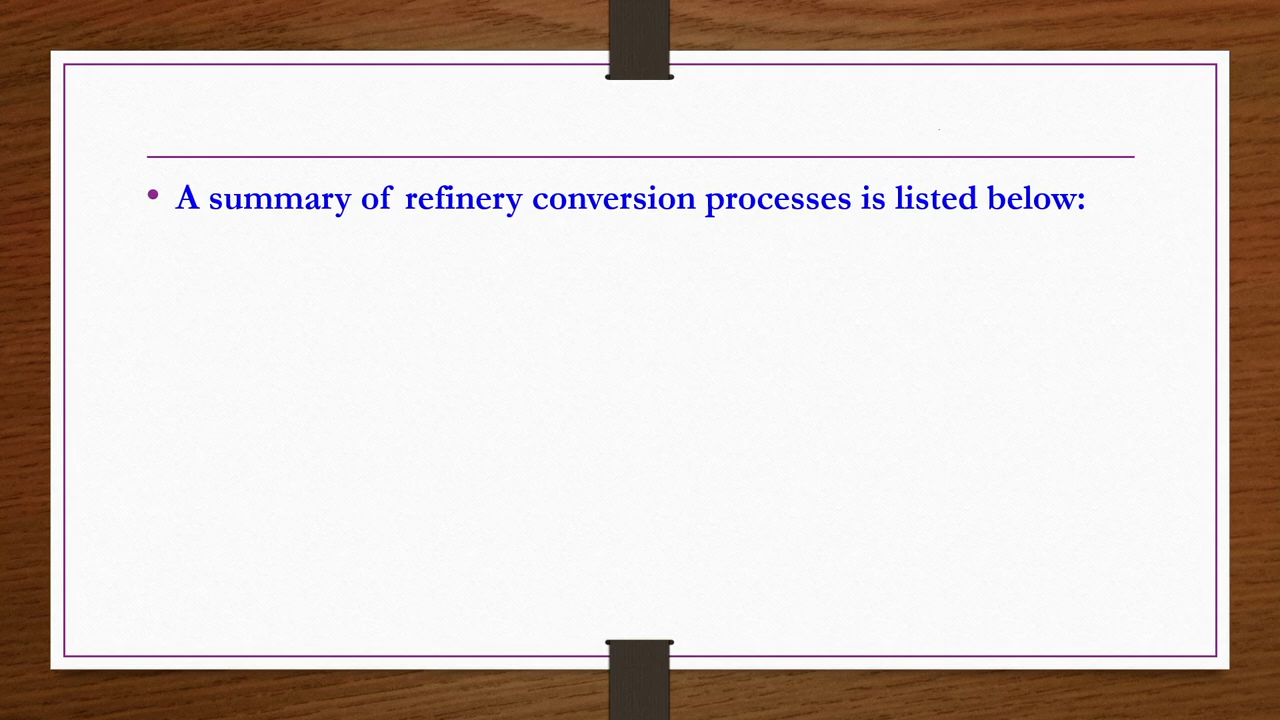 • A summary of refinery conversion processes is listed below: